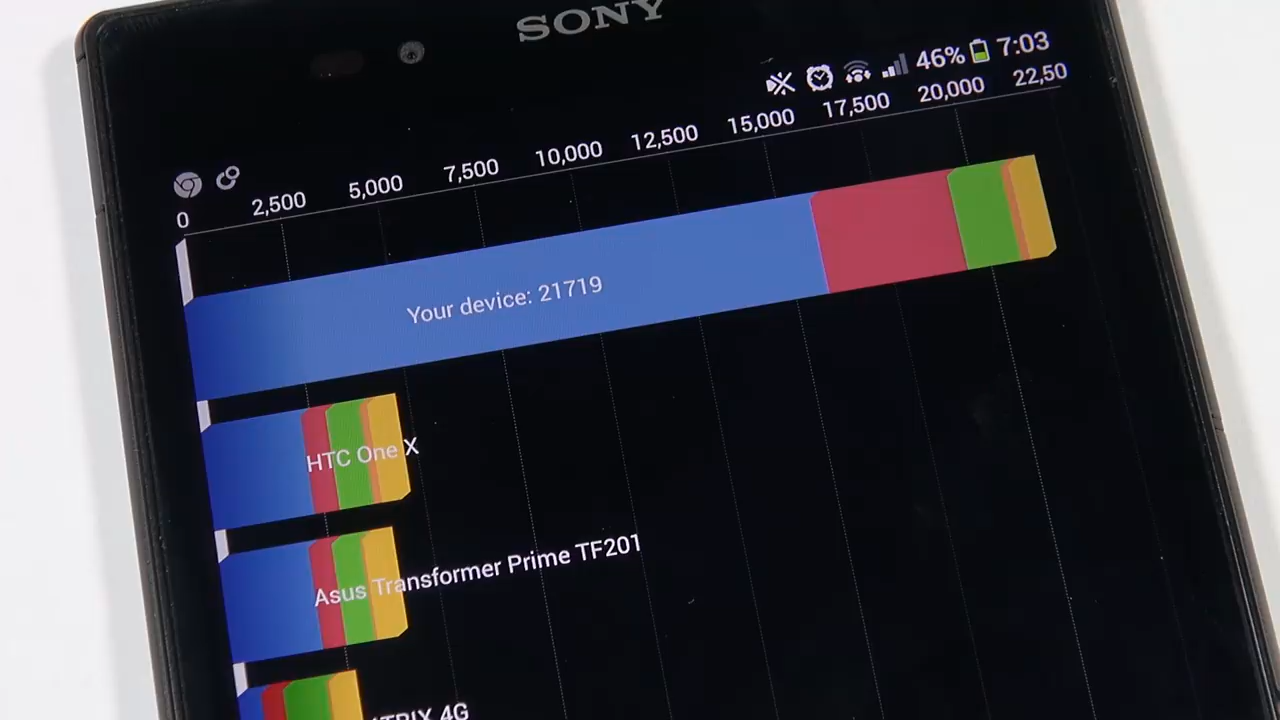 SONY
46% 7:03
0 2,500 5,000 7,500 10,000 12,500 15,000 17,500 20,000 22,50
Your device: 21719
HTC One X
Asus Transformer Prime TF201
4G